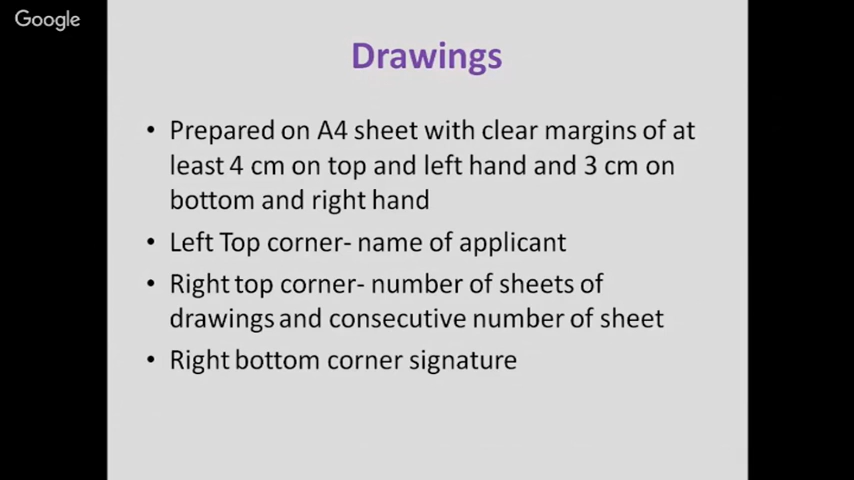 Google
Drawings
• Prepared on A4 sheet with clear margins of at
least 4 cm on top and left hand and 3 cm on
bottom and right hand
• Left Top corner- name of applicant
• Right top corner- number of sheets of
drawings and consecutive number of sheet
• Right bottom corner signature